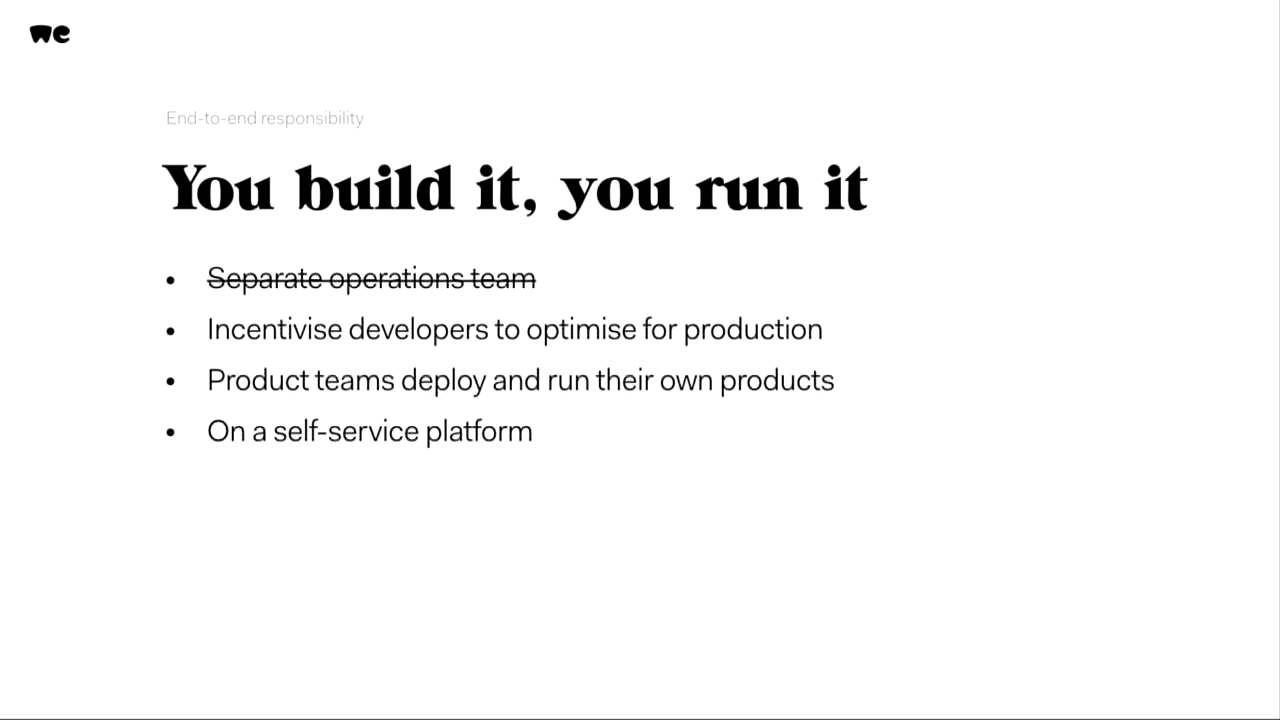 we
End-to-end responsibility
You build it, you run it
• Separate operations team
• Incentivise developers to optimise for production
• Product teams deploy and run their own products
• On a self-service platform